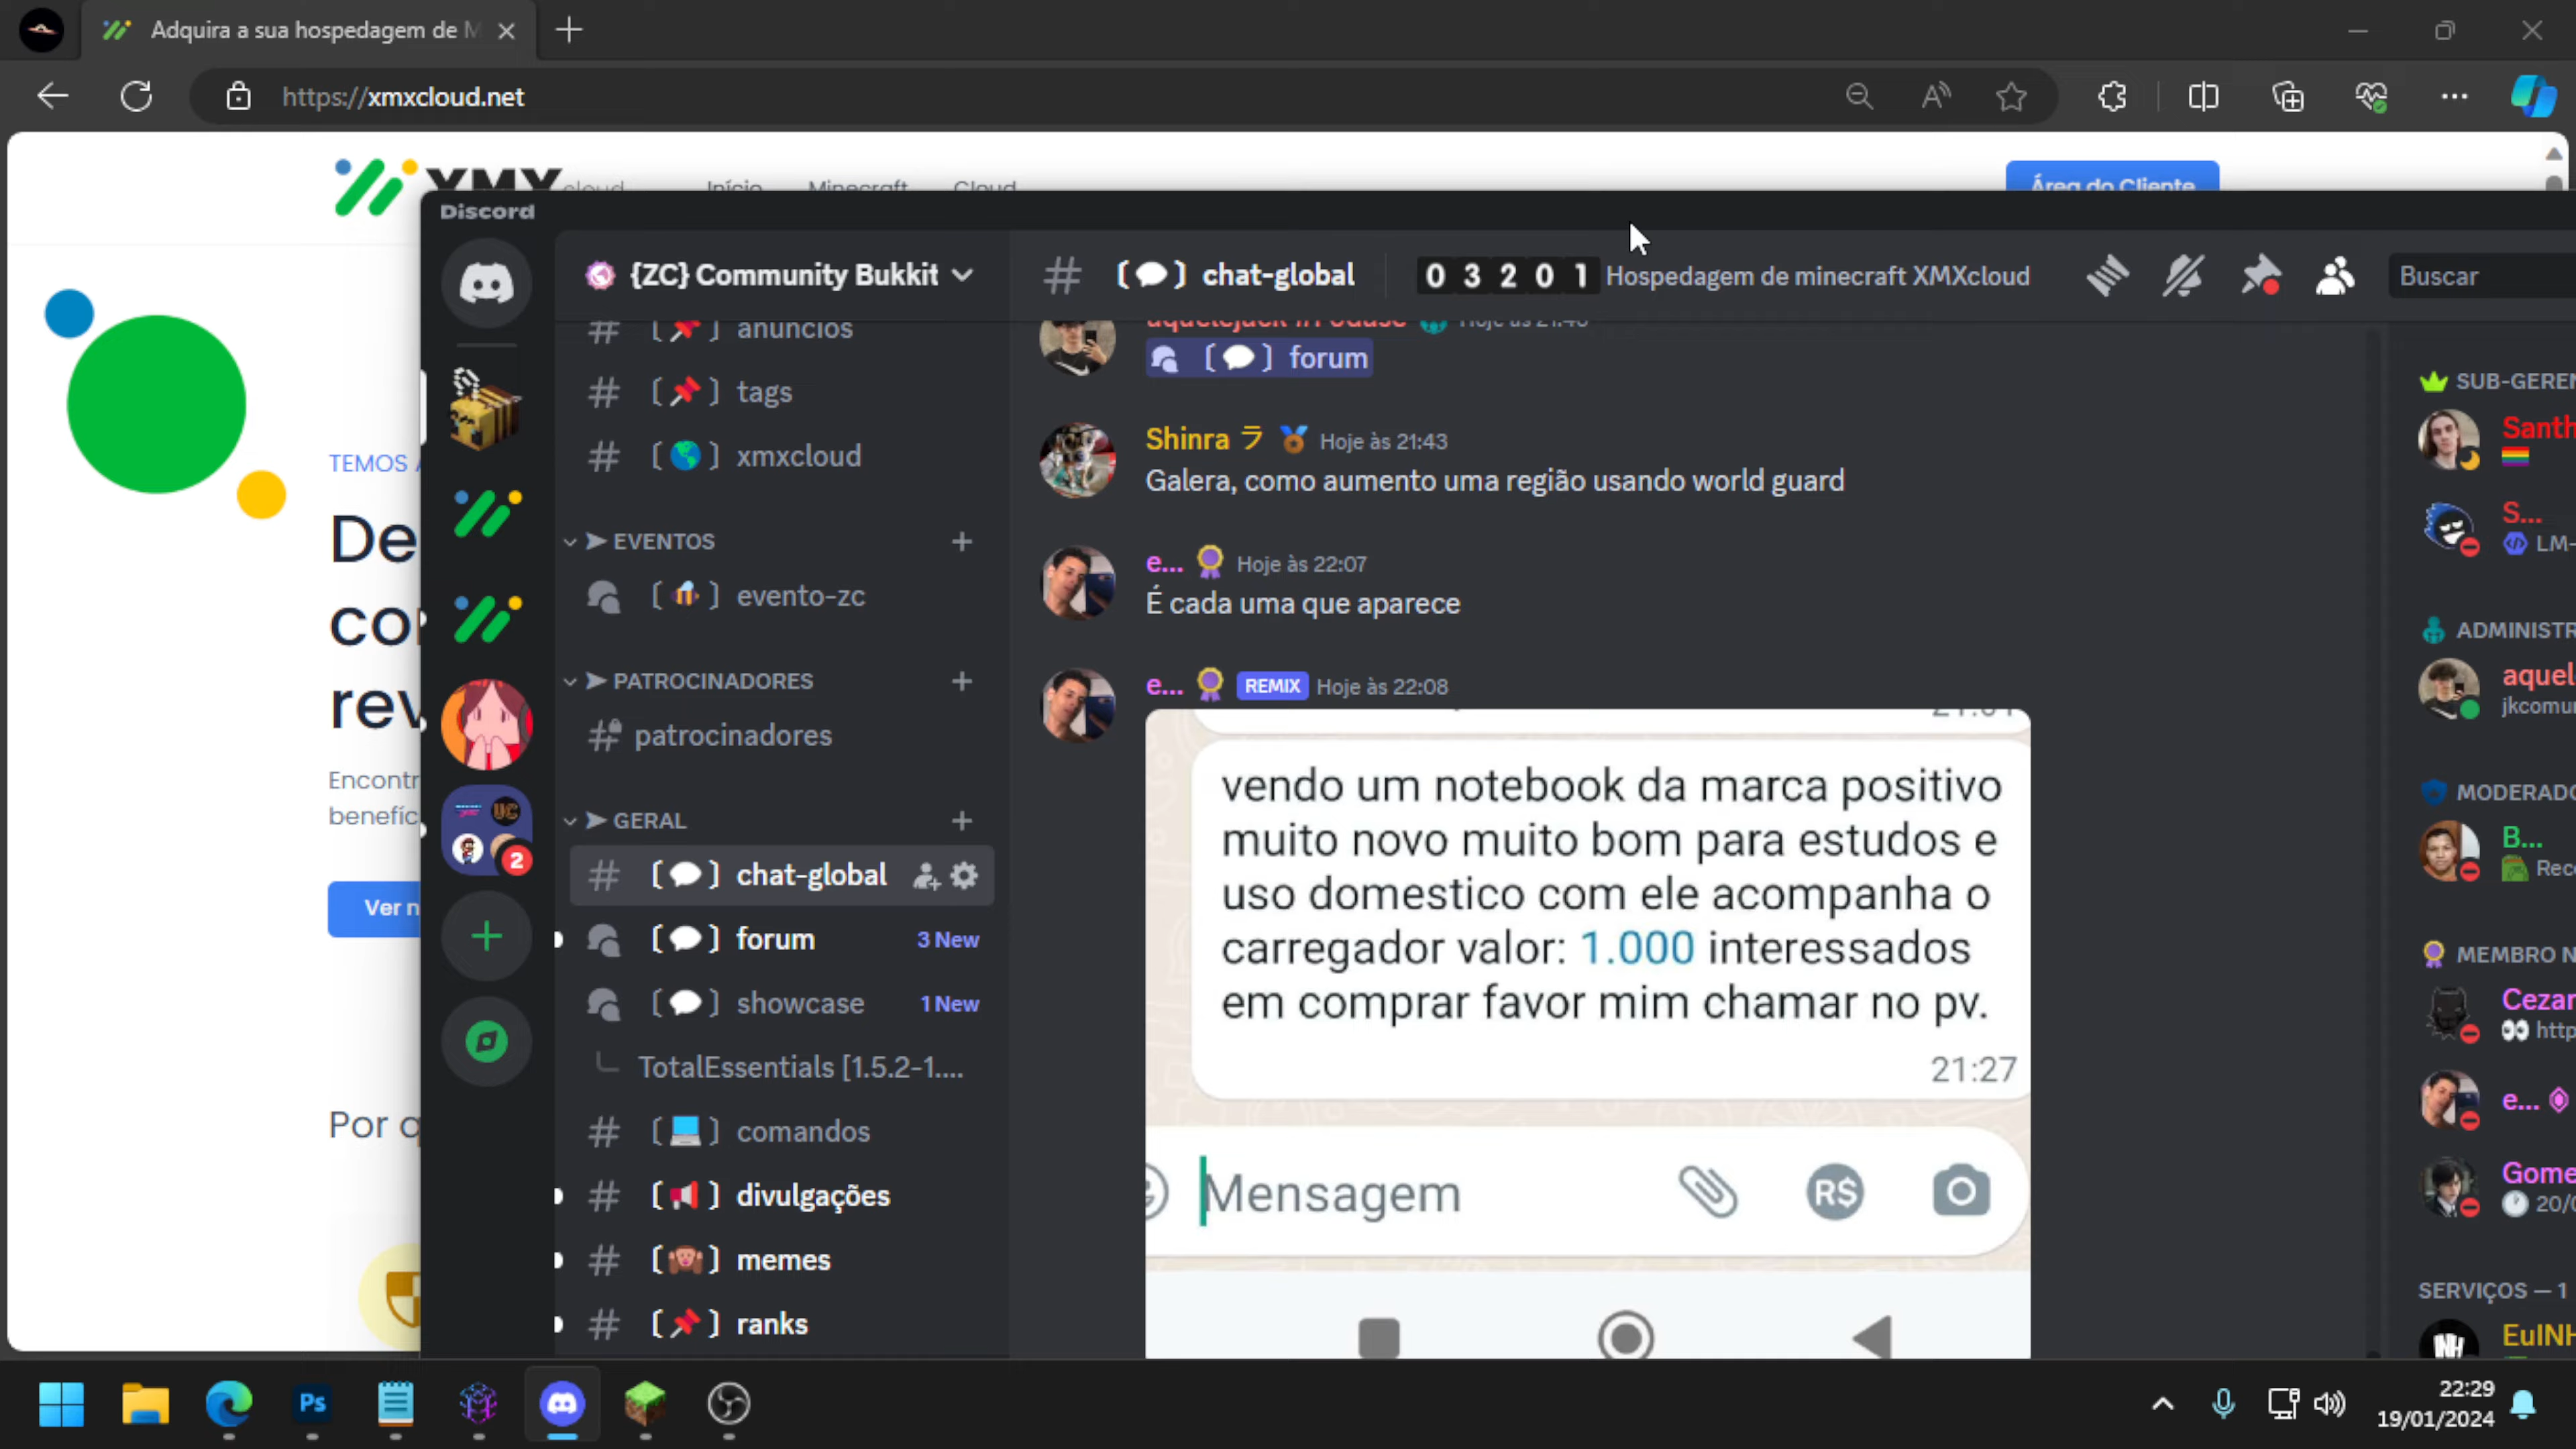 Adquira a sua hospedagem de M
https://xmxcloud.net
XMX cloud
Início
Minecraft
Cloud
Área do Cliente
TEMOS
De
rev
Encontr
Ver
Por
Discord
{ZC} Community Bukkit
anúncios
tags
xmxcloud
EVENTOS
evento-zc
PATROCINADORES
patrocinadores
GERAL
chat-global
forum
3 New
showcase
1 New
TotalEssentials [1.5.2-1....
comandos
divulgações
memes
ranks
2
chat-global
0 3 2 0 1 Hospedagem de minecraft XMXcloud
Buscar
forum
Shinra ラ Hoje às 21:43
Galera, como aumento uma região usando world guard
e... Hoje às 22:07
É cada uma que aparece
e... REMIX Hoje às 22:08
vendo um notebook da marca positivo
muito novo muito bom para estudos e
uso domestico com ele acompanha o
carregador valor: 1.000 interessados
em comprar favor mim chamar no pv.
21:27
Mensagem
R$
SUB-GEREN
Santh
S...
LM-
ADMINISTR
aquel
jkcomu
MODERADO
B...
Rec
MEMBRO N
Cezar
http
e...
Gome
20/
SERVIÇOS — 1
EuINH
Ps
22:29
19/01/2024